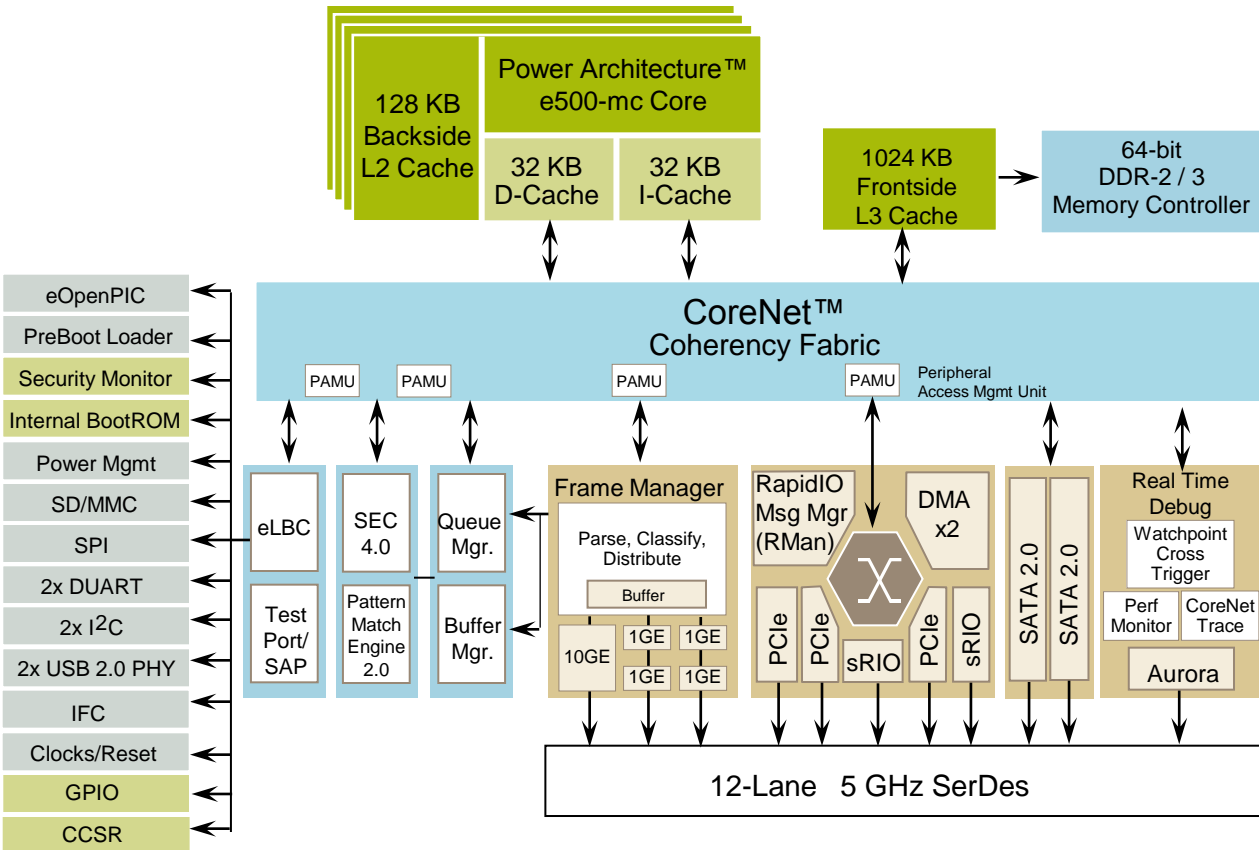 Power Architecture™
e500-mc Core
128 KB
Backside
L2 Cache
32 KB
D-Cache
32 KB
I-Cache
1024 KB
Frontside
L3 Cache
64-bit
DDR-2 / 3
Memory Controller
eOpenPIC
PreBoot Loader
Security Monitor
Internal BootROM
Power Mgmt
SD/MMC
SPI
2x DUART
2x I2C
2x USB 2.0 PHY
IFC
Clocks/Reset
GPIO
CCSR
CoreNet™
Coherency Fabric
PAMU
PAMU
PAMU
PAMU
Peripheral
Access Mgmt Unit
eLBC
Test
Port/
SAP
SEC
4.0
Pattern
Match
Engine
2.0
Queue
Mgr.
Buffer
Mgr.
Frame Manager
Parse, Classify,
Distribute
Buffer
10GE
1GE
1GE
1GE
1GE
RapidIO
Msg Mgr
(RMan)
DMA
x2
PCIe
PCIe
sRIO
PCIe
sRIO
SATA 2.0
SATA 2.0
Real Time
Debug
Watchpoint
Cross
Trigger
Perf
Monitor
CoreNet
Trace
Aurora
12-Lane 5 GHz SerDes